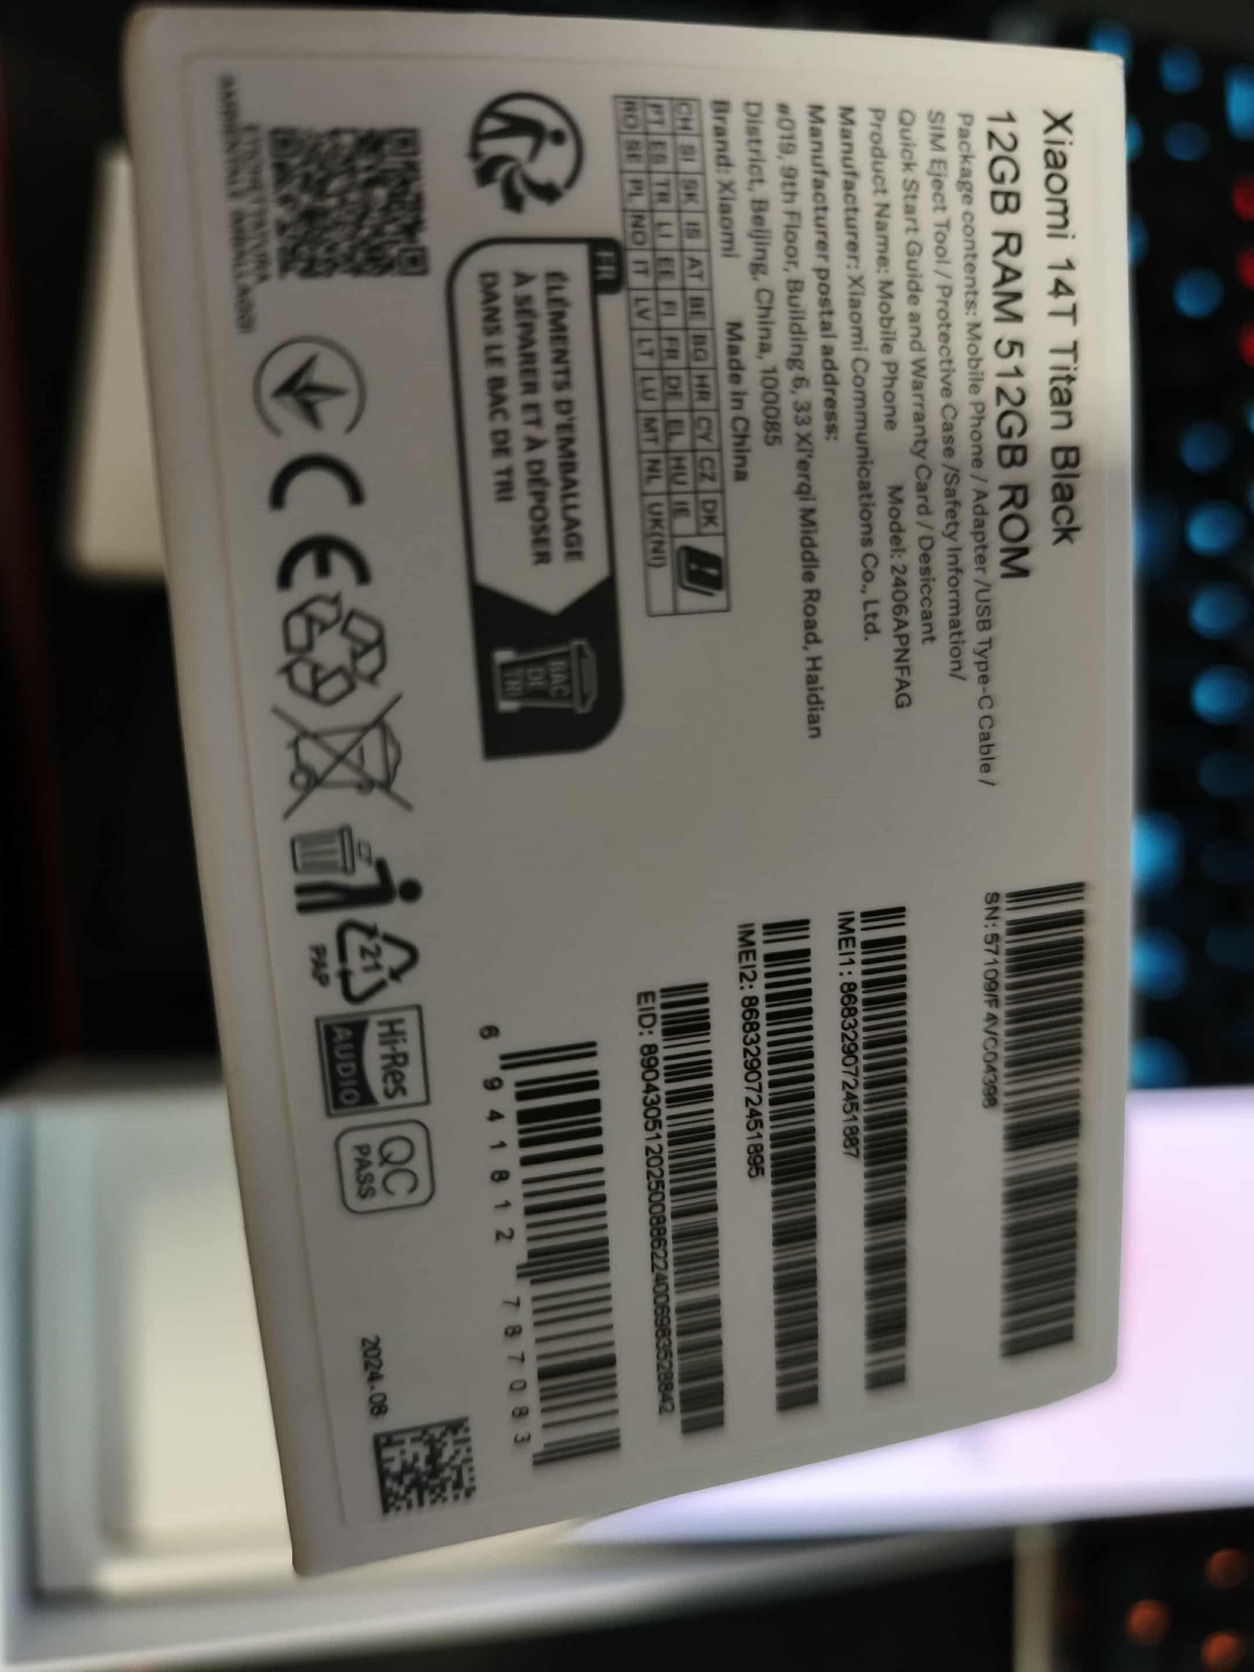 Xiaomi 14T Titan Black
12GB RAM 512GB ROM
Package contents: Mobile Phone / Adapter /USB Type-C Cable /
SIM Eject Tool / Protective Case /Safety Information/
Quick Start Guide and Warranty Card / Desiccant
Product Name: Mobile Phone Model: 2406APNFAG
Manufacturer: Xiaomi Communications Co., Ltd.
Manufacturer postal address:
#019, 9th Floor, Building 6, 33 Xi'erqi Middle Road, Haidian
District, Beijing, China, 100085
Brand: Xiaomi Made in China
CH SI SK IS AT BE BG HR CY CZ DK
PT ES TR LI EE FI FR DE EL HU IE
RO SE PL NO IT LV LT LU MT NL UK(NI)
FR
ÉLÉMENTS D'EMBALLAGE
À SÉPARER ET À DÉPOSER
DANS LE BAC DE TRI
BAC
DE
TRI
ETICHETTATURA
AMBIENTALE IMBALLAGGI
CE
21
PAP
Hi-Res
AUDIO
QC
PASS
SN: 57109/F4VC04398
IMEI1: 868329072451887
IMEI2: 868329072451895
EID:
6 941812 787083
2024.08